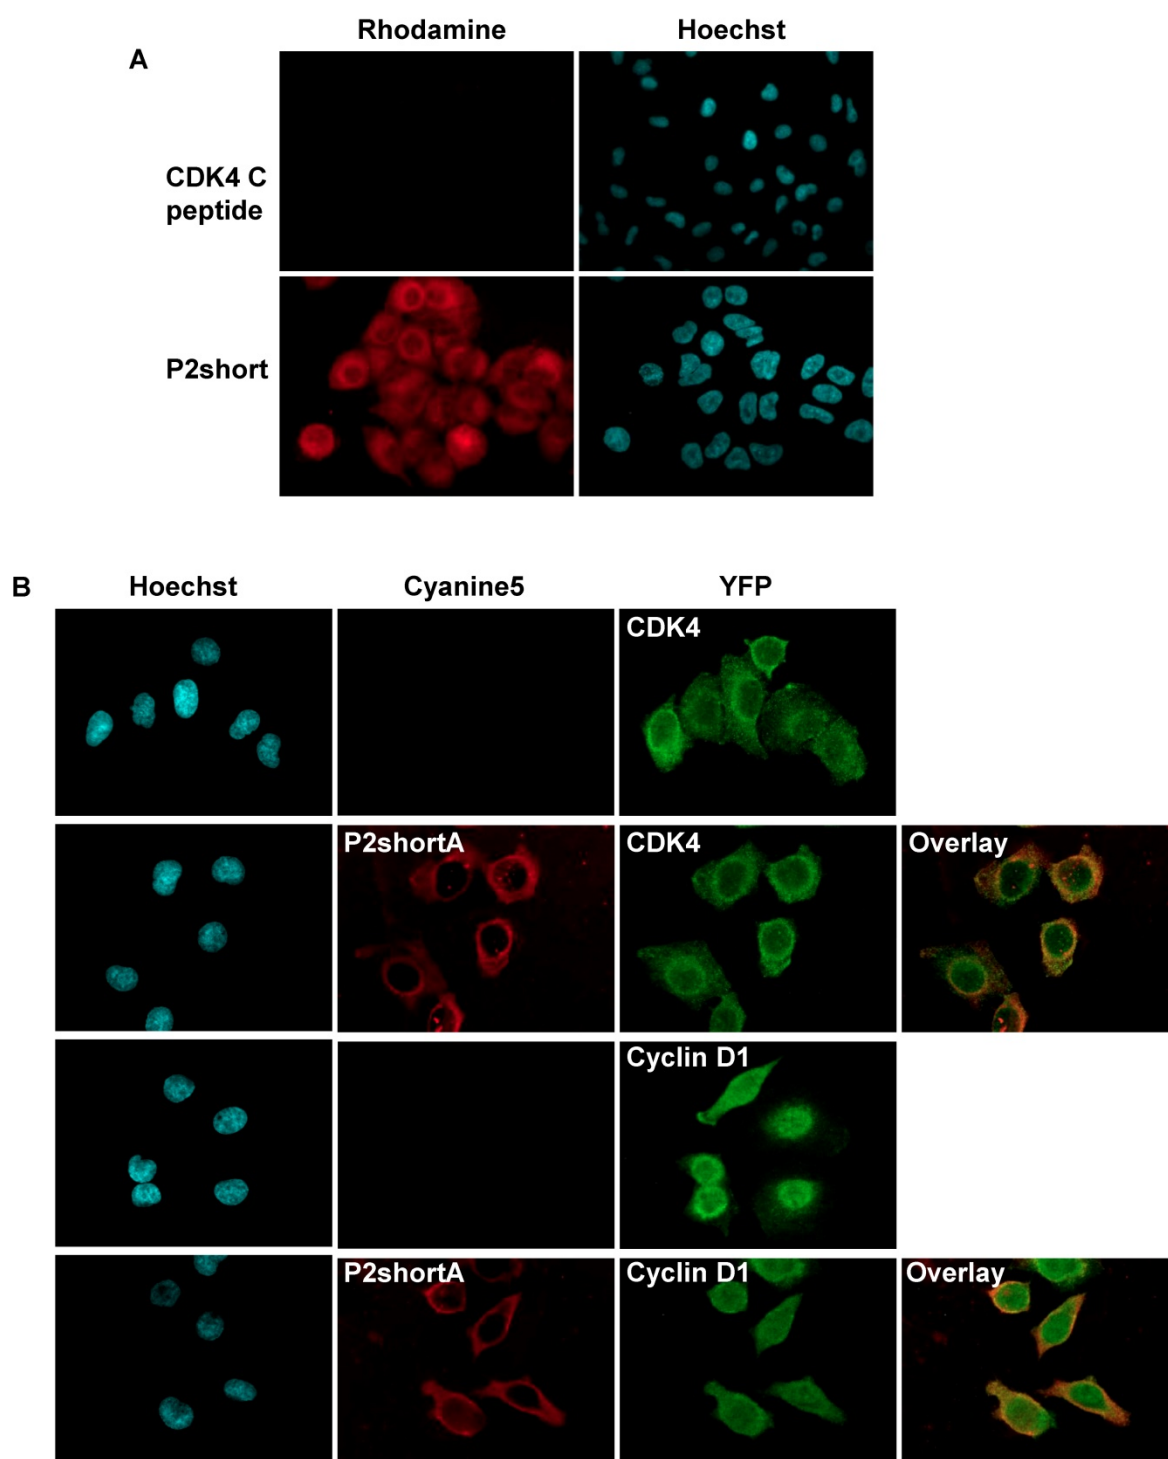 A
Rhodamine Hoechst
CDK4 C
peptide
P2short
B
Hoechst Cyanine5 YFP
CDK4
P2shortA CDK4 Overlay
Cyclin D1
P2shortA Cyclin D1 Overlay